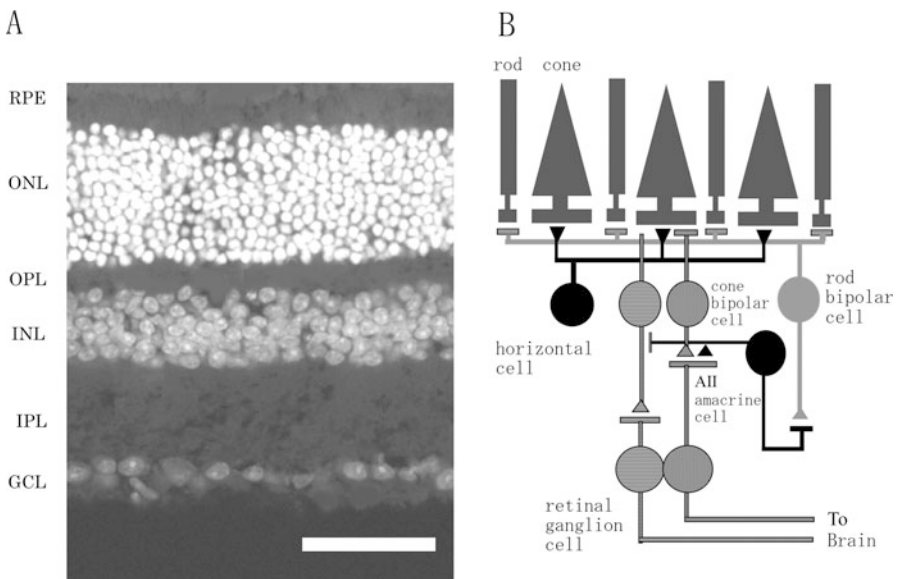 A
RPE
ONL
OPL
INL
IPL
GCL
B
rod cone
cone
bipolar
cell
rod
bipolar
cell
horizontal
cell
AII
amacrine
cell
retinal
ganglion
cell
To
Brain